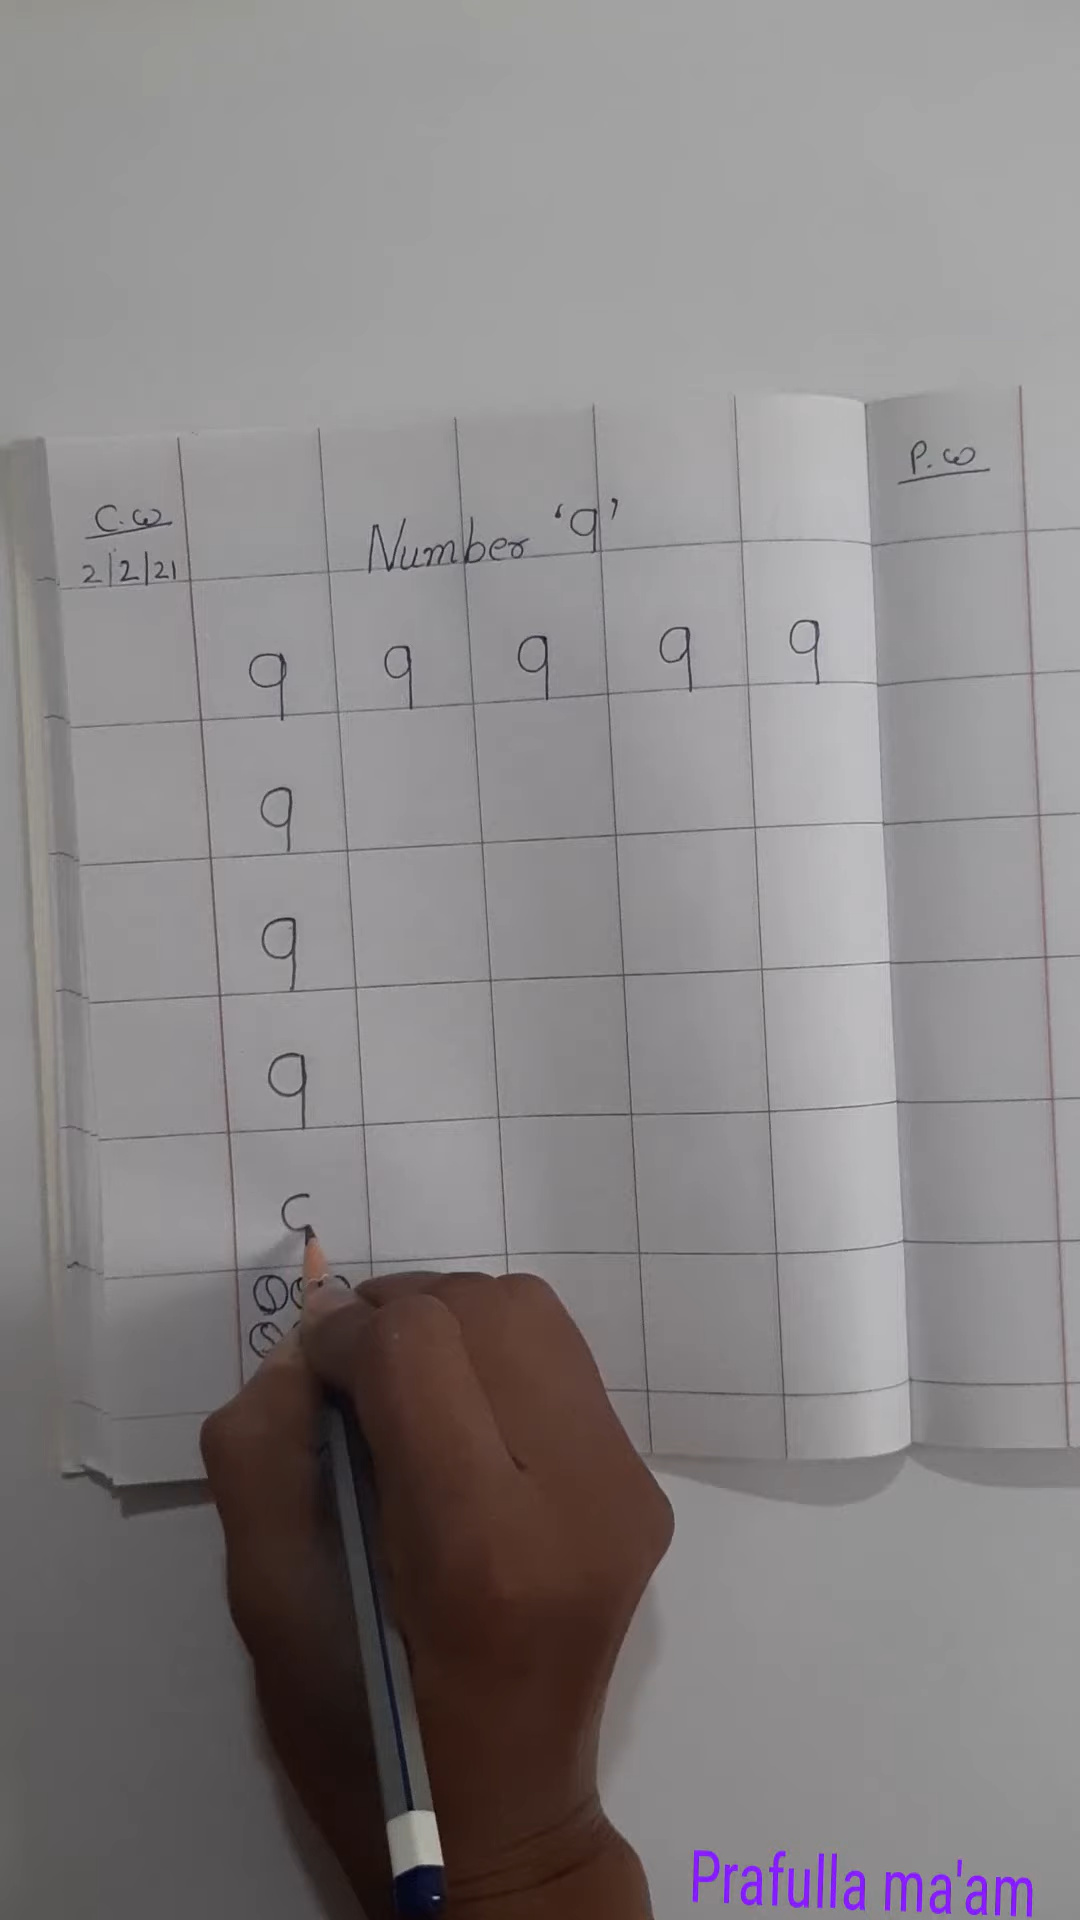 P.w
C.w
Number '9'
2/2/21
9 9 9 9 9
9
9
9
Prafulla ma'am